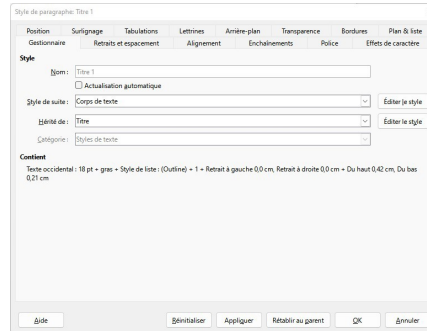 Style de paragraphe: Titre 1
Position Surlignage Tabulations Lettrines Arrière-plan Transparence Bordures Plan & liste
Gestionnaire Retraits et espacement Alignement Enchaînements Police Effets de caractère
Style
Nom : Titre 1
Actualisation automatique
Style de suite : Corps de texte Éditer le style
Hérité de : Titre Éditer le style
Catégorie : Styles de texte
Contient
Texte occidental : 18 pt + gras + Style de liste : (Outline) + 1 + Retrait à gauche 0,0 cm, Retrait à droite 0,0 cm + Du haut 0,42 cm, Du bas
0,21 cm
Aide Réinitialiser Appliquer Rétablir au parent OK Annuler